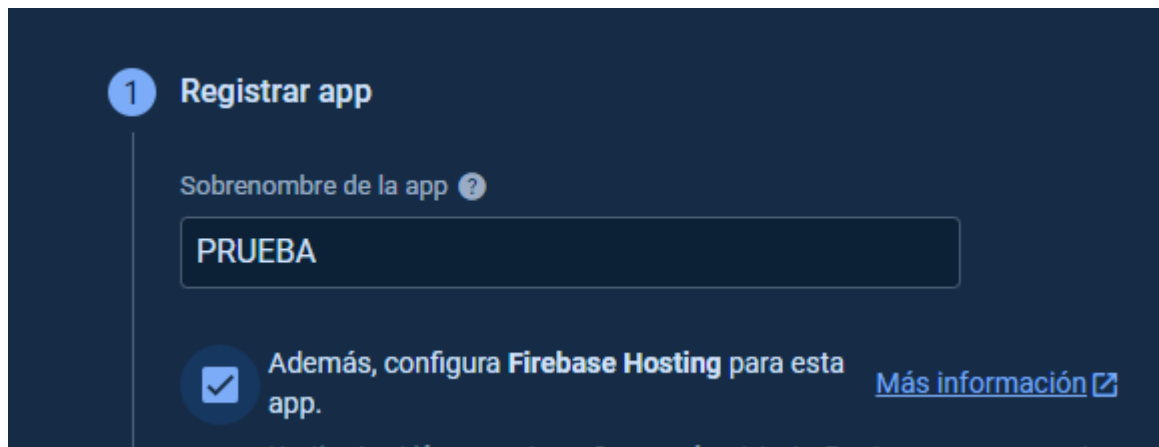 1 Registrar app
Sobrenombre de la app ?
PRUEBA
Además, configura Firebase Hosting para esta
app.
Más información